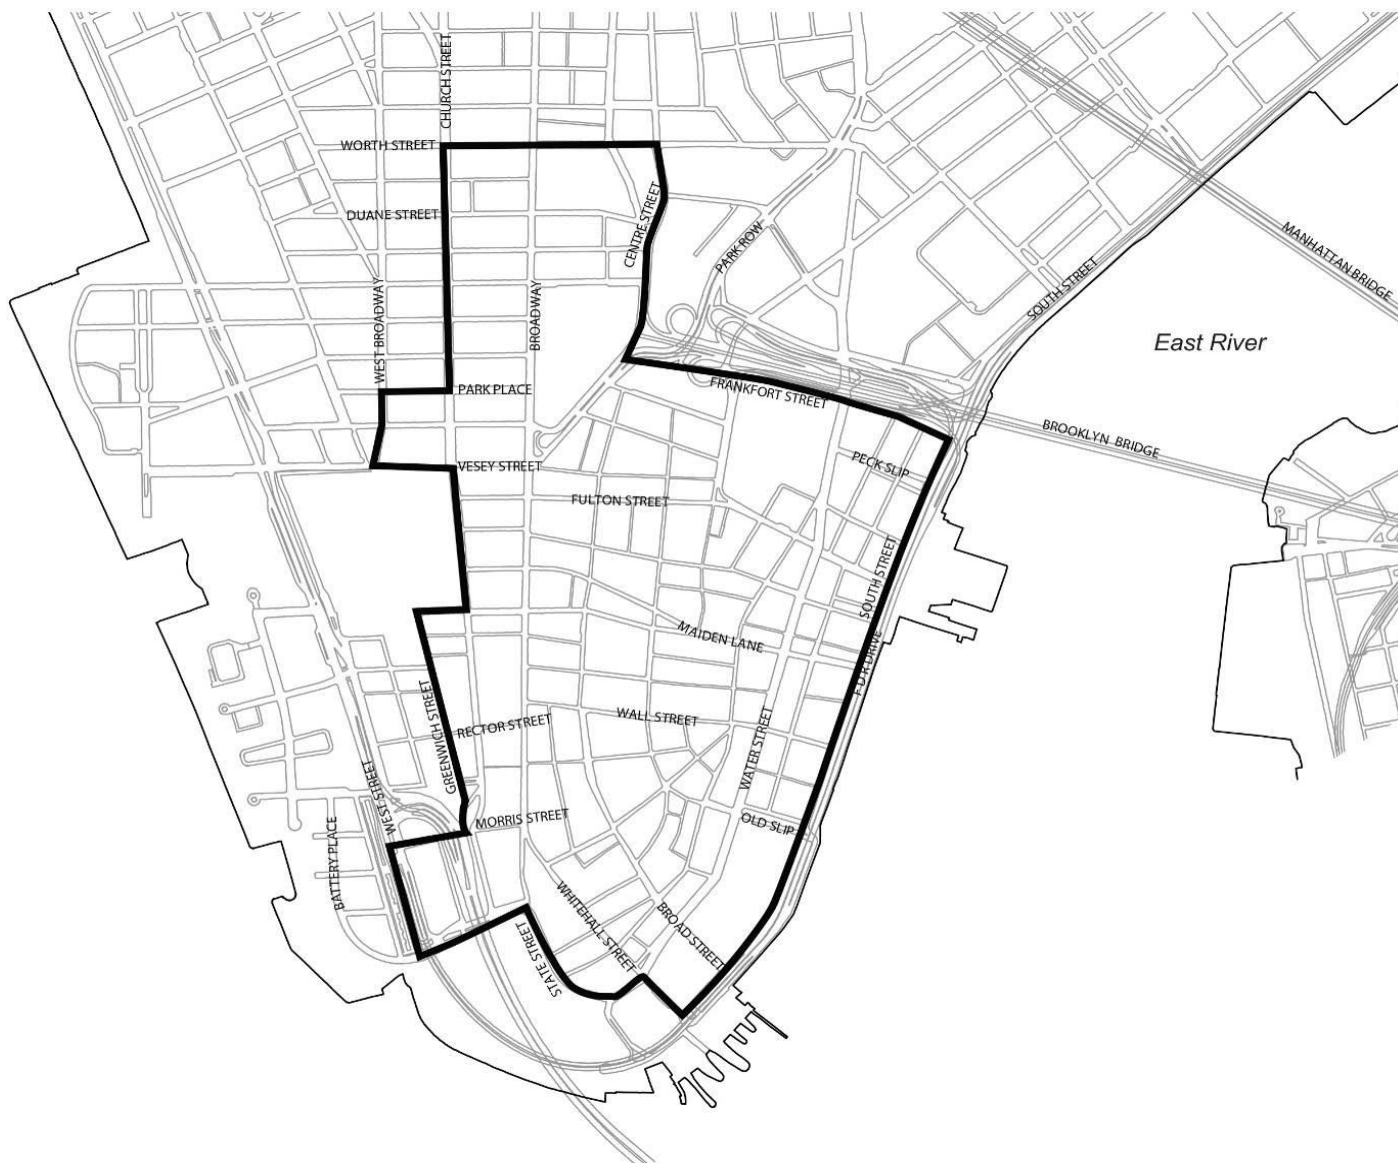 CHURCH STREET
WORTH STREET
DUANE STREET
CENTRE STREET
PARK ROW
MANHATTAN BRIDGE
SOUTH STREET
East River
WEST BROADWAY
BROADWAY
PARK PLACE
FRANKFORT STREET
BROOKLYN BRIDGE
VESEY STREET
PECK SLIP
FULTON STREET
SOUTH STREET
MAIDEN LANE
F D R DRIVE
GREENWICH STREET
RECTOR STREET
WALL STREET
WATER STREET
WEST STREET
MORRIS STREET
OLD SLIP
BATTERY PLACE
WHITEHALL STREET
BROAD STREET
STATE STREET